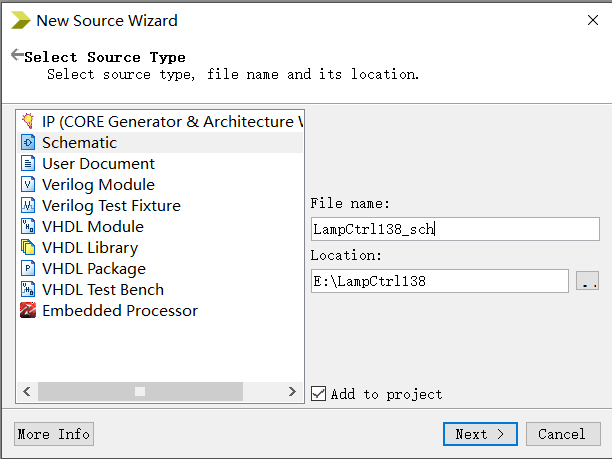 New Source Wizard
Select Source Type
Select source type, file name and its location.
IP (CORE Generator & Architecture W
Schematic
User Document
Verilog Module
Verilog Test Fixture
VHDL Module
VHDL Library
VHDL Package
VHDL Test Bench
Embedded Processor
File name:
LampCtrl138_sch
Location:
E:\LampCtrl138
..
Add to project
More Info
Next >
Cancel